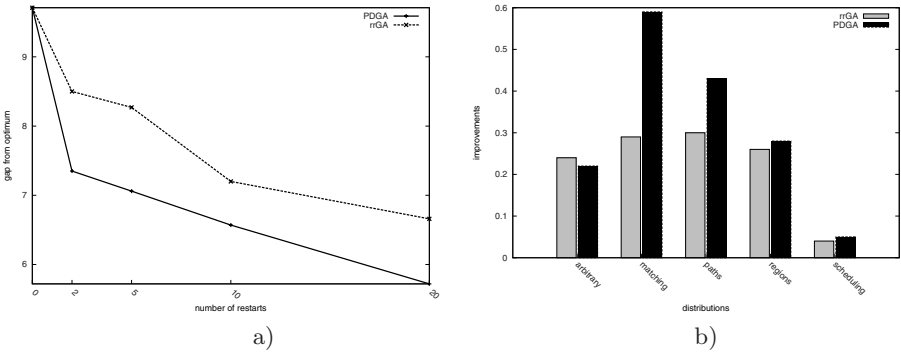 PDGA
rrGA
9
8
7
6
gap from optimum
0
2
5
10
20
number of restarts
a)
rrGA
PDGA
0.6
0.5
0.4
0.3
0.2
0.1
0
improvements
arbitrary
matching
paths
regions
scheduling
distributions
b)